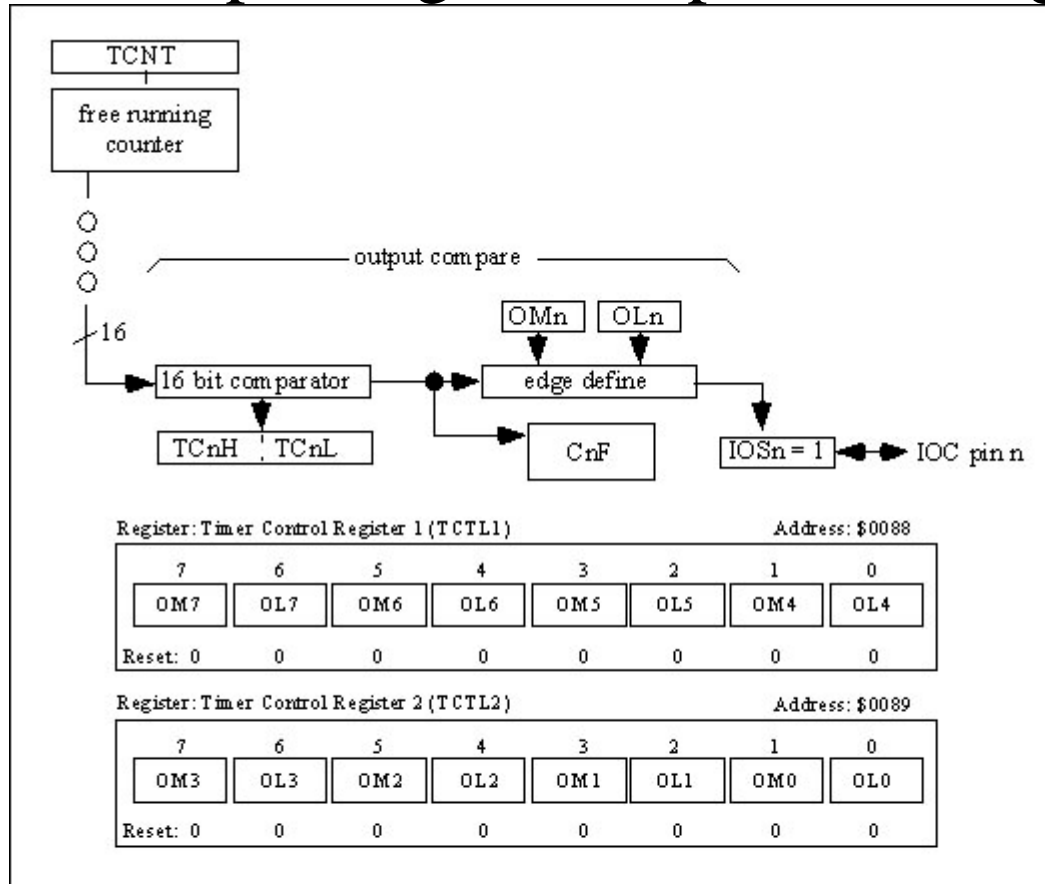 TCNT
free running
counter
output compare
16
OMn OLn
16 bit comparator
edge define
TCnH TCnL
CnF
IOSn = 1
IOC pin n
Register: Timer Control Register 1 (TCTL1) Address: $0088
7 6 5 4 3 2 1 0
OM7 OL7 OM6 OL6 OM5 OL5 OM4 OL4
Reset: 0 0 0 0 0 0 0 0
Register: Timer Control Register 2 (TCTL2) Address: $0089
7 6 5 4 3 2 1 0
OM3 OL3 OM2 OL2 OM1 OL1 OM0 OL0
Reset: 0 0 0 0 0 0 0 0